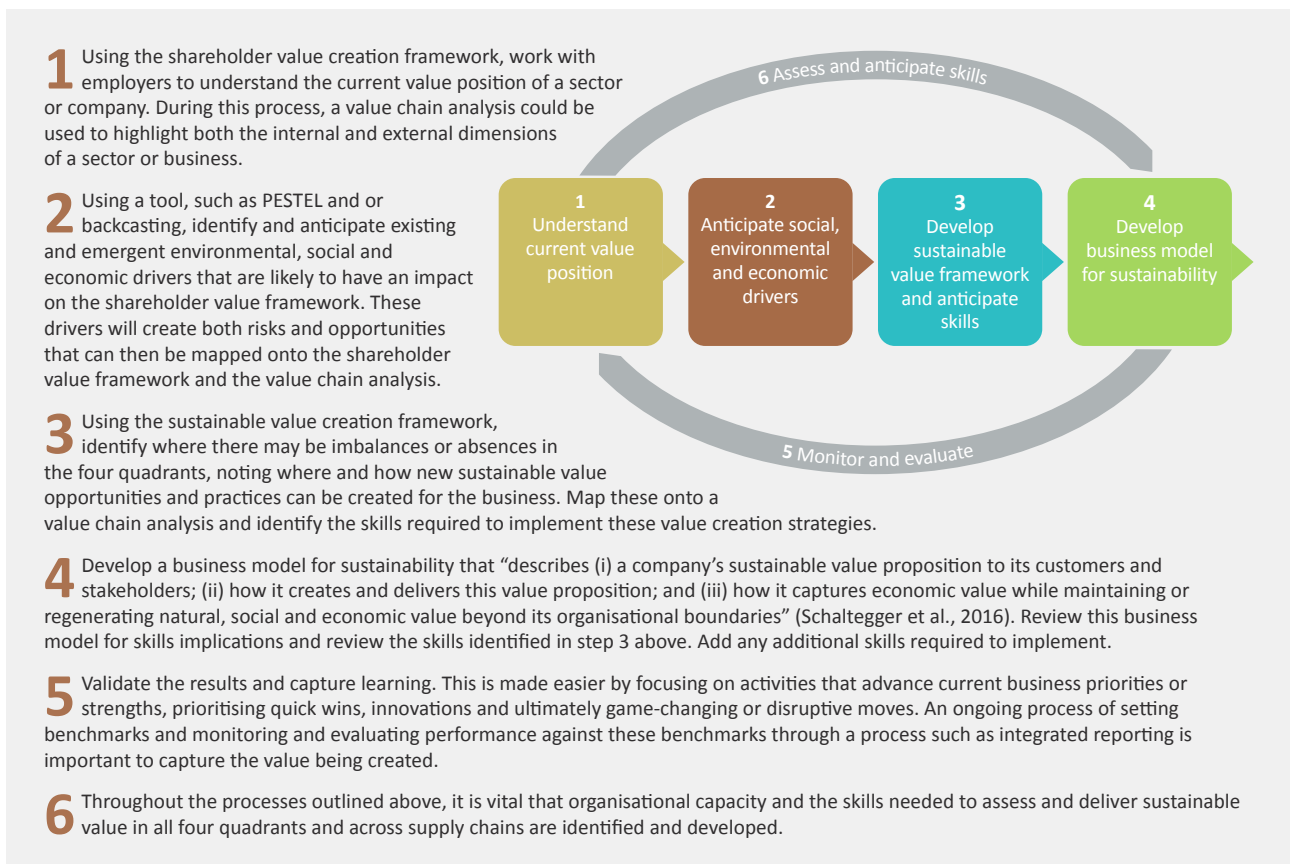 1 Using the shareholder value creation framework, work with
employers to understand the current value position of a sector
or company. During this process, a value chain analysis could be
used to highlight both the internal and external dimensions
of a sector or business.
2 Using a tool, such as PESTEL and or
backcasting, identify and anticipate existing
and emergent environmental, social and
economic drivers that are likely to have an impact
on the shareholder value framework. These
drivers will create both risks and opportunities
that can then be mapped onto the shareholder
value framework and the value chain analysis.
6 Assess and anticipate skills
1
Understand
current value
position
2
Anticipate social,
environmental
and economic
drivers
3
Develop
sustainable
value framework
and anticipate
skills
4
Develop
business model
for sustainability
5 Monitor and evaluate
3 Using the sustainable value creation framework,
identify where there may be imbalances or absences in
the four quadrants, noting where and how new sustainable value
opportunities and practices can be created for the business. Map these onto a
value chain analysis and identify the skills required to implement these value creation strategies.
4 Develop a business model for sustainability that “describes (i) a company’s sustainable value proposition to its customers and
stakeholders; (ii) how it creates and delivers this value proposition; and (iii) how it captures economic value while maintaining or
regenerating natural, social and economic value beyond its organisational boundaries” (Schaltegger et al., 2016). Review this business
model for skills implications and review the skills identified in step 3 above. Add any additional skills required to implement.
5 Validate the results and capture learning. This is made easier by focusing on activities that advance current business priorities or
strengths, prioritising quick wins, innovations and ultimately game-changing or disruptive moves. An ongoing process of setting
benchmarks and monitoring and evaluating performance against these benchmarks through a process such as integrated reporting is
important to capture the value being created.
6 Throughout the processes outlined above, it is vital that organisational capacity and the skills needed to assess and deliver sustainable
value in all four quadrants and across supply chains are identified and developed.